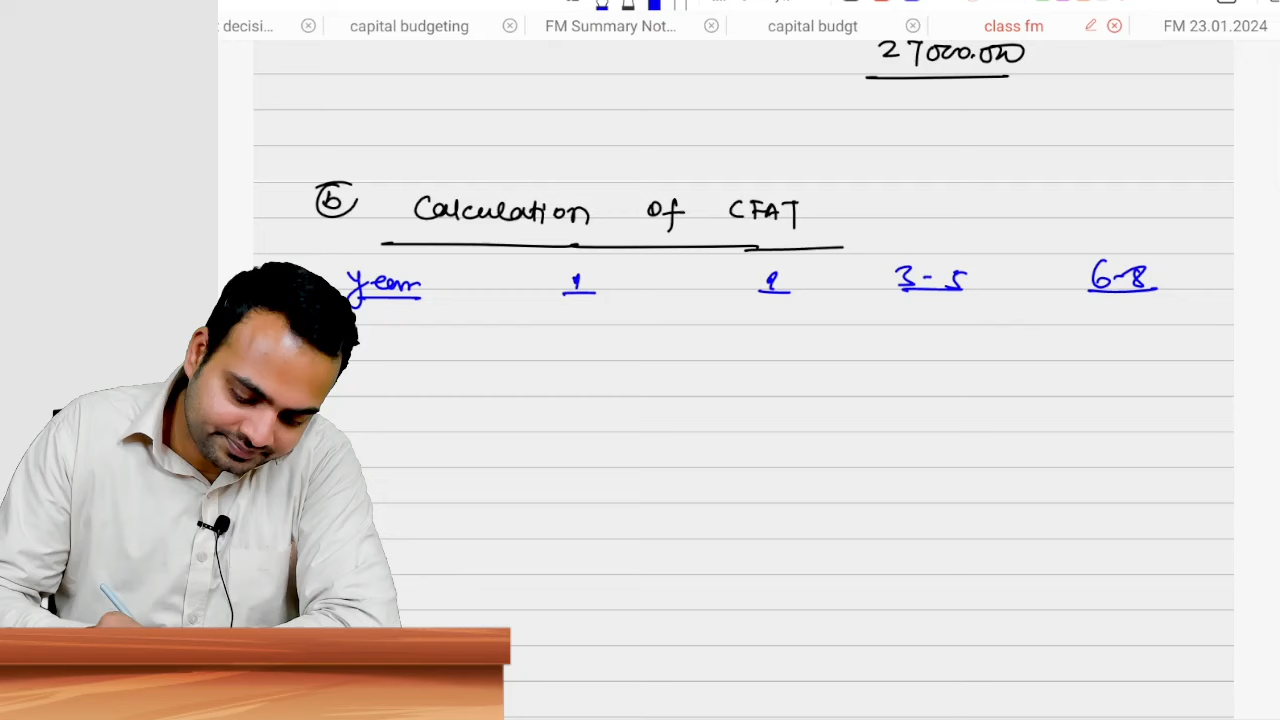 t decisi...  capital budgeting  FM Summary Not...  capital budgt  class fm  FM 23.01.2024
27000.00
b Calculation of CFAT
year 1 2 3-5 6-8